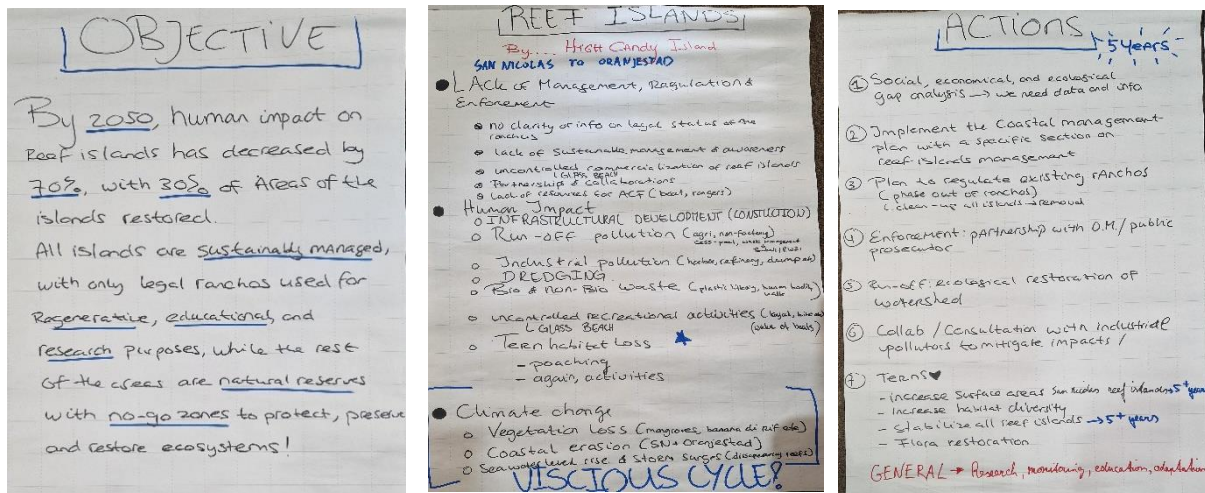 OBJECTIVE
By 2050, human impact on
Reef islands has decreased by
70%, with 30% of Areas of the
islands restored.
All islands are sustainably managed,
with only legal ranchos used for
Regenerative, educational, and
research purposes, while the rest
of the areas are natural reserves
with no-go zones to protect, preserve
and restore ecosystems!
REEF ISLANDS
By... High Candy Island
SAN NICOLAS TO ORANJESTAD
LAck of Management, Regulation &
Enforcement
no clarity or info on legal status of the
ranchos
Lack of Sustainable management & awareness
uncontrolled commercialization of reef islands
GLASS BEACH
Partnerships & Collaborations
Lack of resources for ACF (boat, rangers)
Human Impact
INFRASTRUCTURAL DEVELOPMENT (CONSTUCTION)
Run-off pollution (agri,
Industrial pollution (harbor, refinery, dump
DREDGING
Bio & non-Bio waste (plastic litering, human bodily
waste)
uncontrolled recreational activities
GLASS BEACH (wake of boats)
Tern habitat Loss
- poaching
- again, activities
Climate change
Vegetation Loss (mangroves, banana di Rif etc)
Coastal erosion (SN + Oranjestad)
Seawater level rise & Storm surges
VISCIOUS CYCLE!
ACTIONS
5 YeaRs
1 Social, economical, and ecological
gap analysis → we need data and info
2 Implement the Coastal management
plan with a specific section on
reef islands management
3 Plan to regulate existing ranchos
(phase out of ranchos)
clean-up all islands → removal
4 Enforcement: partnership with O.M./public
prosecutor
5 Run-off: ecological restoration of
watershed
6 Collab / Consultation with industrial
pollutors to mitigate impacts /
7 Terns ♥
- increase surface areas San Nicolas reef islands → 5+ years
- Increase habitat diversity
- Stabilize all reef islands → 5+ years
- Flora restoration
GENERAL → Research, monitoring, education, adaptation